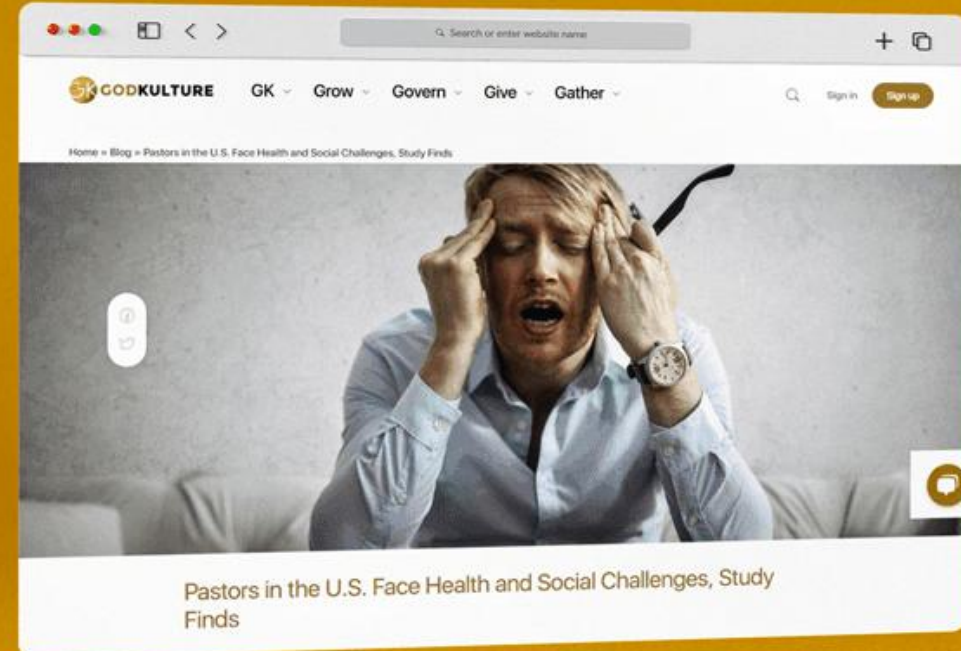 Search or enter website name
GK GODKULTURE GK Grow Govern Give Gather Sign in Sign up
Home » Blog » Pastors in the U.S. Face Health and Social Challenges, Study Finds
Pastors in the U.S. Face Health and Social Challenges, Study
Finds